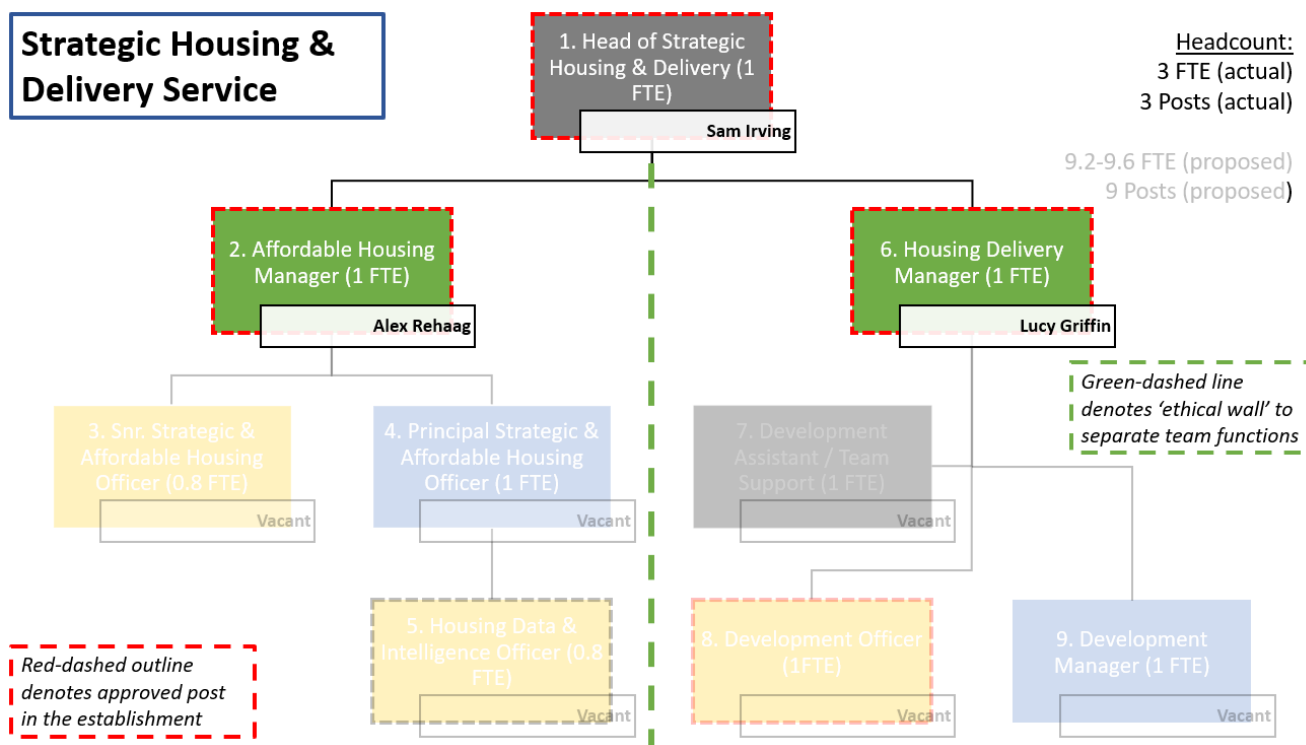 Strategic Housing &
Delivery Service
1. Head of Strategic
Housing & Delivery (1
FTE)
Sam Irving
Headcount:
3 FTE (actual)
3 Posts (actual)
9.2-9.6 FTE (proposed)
9 Posts (proposed)
2. Affordable Housing
Manager (1 FTE)
Alex Rehaag
6. Housing Delivery
Manager (1 FTE)
Lucy Griffin
Green-dashed line
denotes ‘ethical wall’ to
separate team functions
3. Snr. Strategic &
Affordable Housing
Officer (0.8 FTE)
Vacant
4. Principal Strategic &
Affordable Housing
Officer (1 FTE)
Vacant
7. Development
Assistant / Team
Support (1 FTE)
Vacant
5. Housing Data &
Intelligence Officer (0.8
FTE)
Vacant
8. Development Officer
(1FTE)
Vacant
9. Development
Manager (1 FTE)
Vacant
Red-dashed outline
denotes approved post
in the establishment